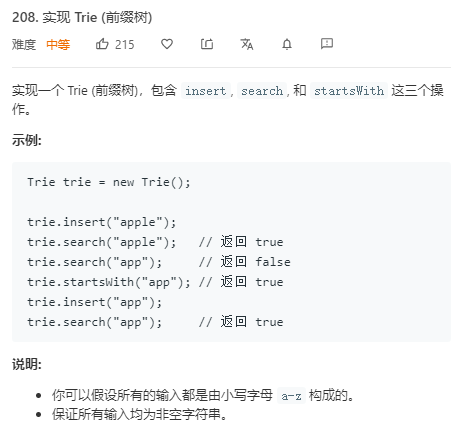 208. 实现 Trie (前缀树)
难度 中等 215
实现一个 Trie (前缀树)，包含 insert, search, 和 startsWith 这三个操
作。
示例:
Trie trie = new Trie();
trie.insert("apple");
trie.search("apple");   // 返回 true
trie.search("app");     // 返回 false
trie.startsWith("app"); // 返回 true
trie.insert("app");
trie.search("app");     // 返回 true
说明:
• 你可以假设所有的输入都是由小写字母 a-z 构成的。
• 保证所有输入均为非空字符串。